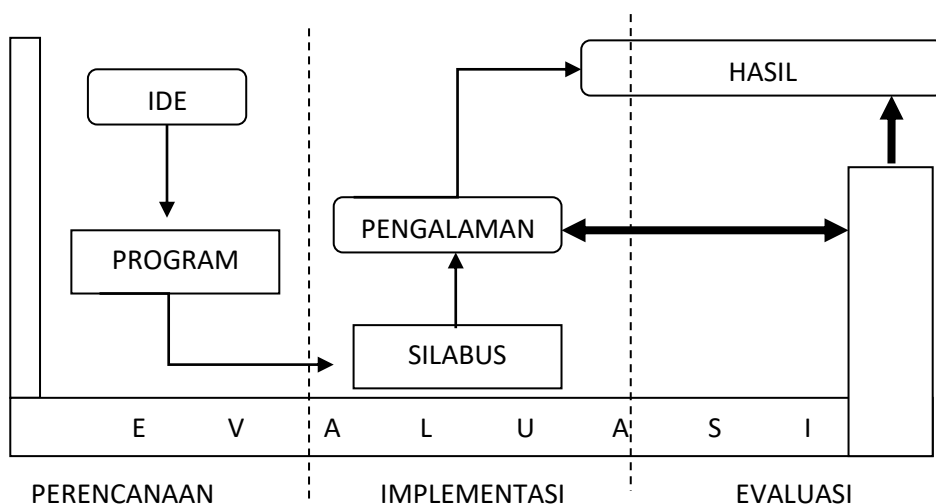 IDE
HASIL
PROGRAM
PENGALAMAN
SILABUS
E V A L U A S I
PERENCANAAN IMPLEMENTASI EVALUASI